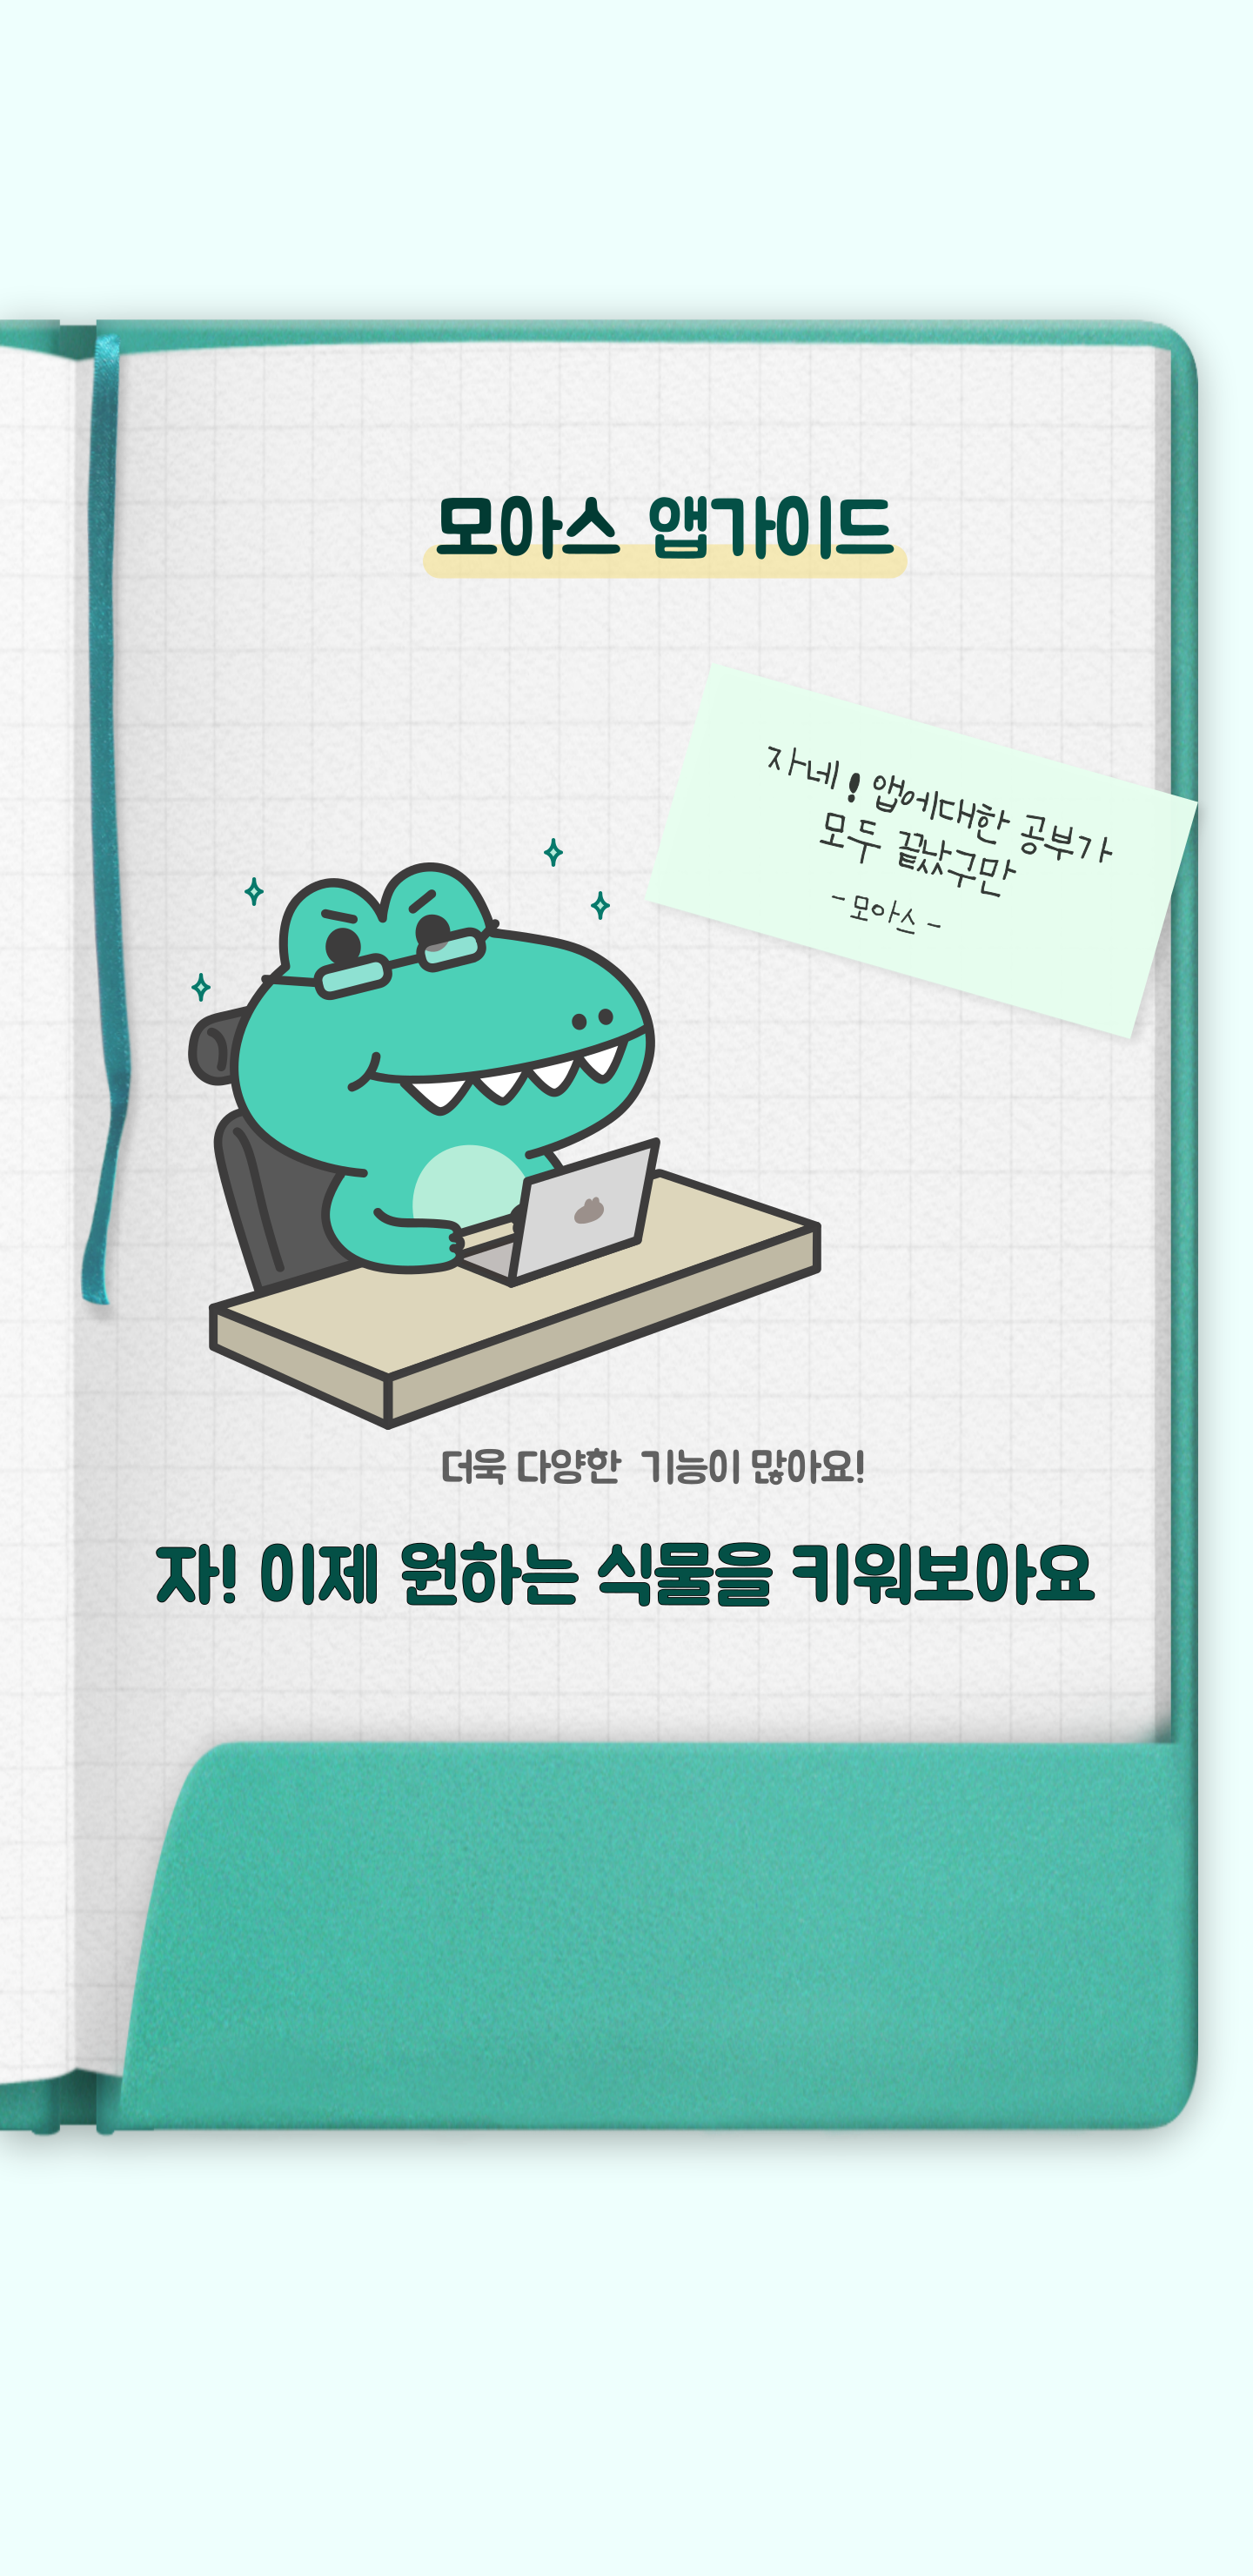 모아스 앱가이드
자네! 앱에대한 공부가
모두 끝났구만
- 모아스 -
더욱 다양한 기능이 많아요!
자! 이제 원하는 식물을 키워보아요